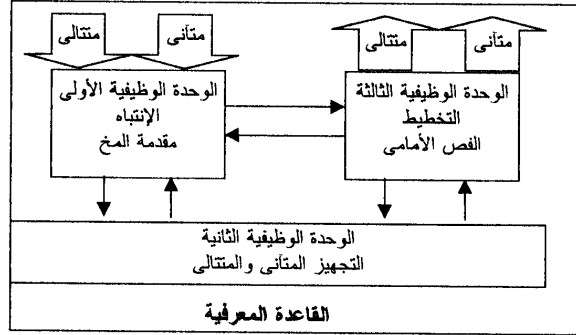 متآنى
متتالى
متآنى
متتالى
الوحدة الوظيفية الثالثة
التخطيط
الفص الأمامى
الوحدة الوظيفية الأولى
الإنتباه
مقدمة المخ
الوحدة الوظيفية الثانية
التجهيز المتآنى والمتتالى
القاعدة المعرفية